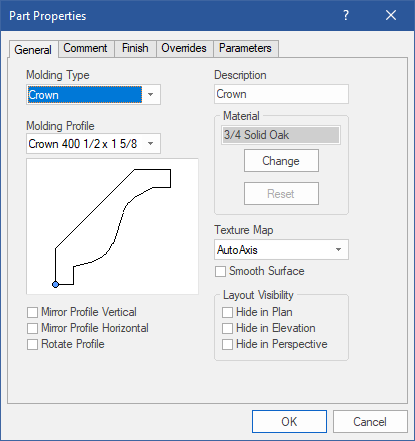 Part Properties
? ×
General Comment Finish Overrides Parameters
Molding Type
Crown
Molding Profile
Crown 400 1/2 x 1 5/8
Mirror Profile Vertical
Mirror Profile Horizontal
Rotate Profile
Description
Crown
Material
3/4 Solid Oak
Change
Reset
Texture Map
AutoAxis
Smooth Surface
Layout Visibility
Hide in Plan
Hide in Elevation
Hide in Perspective
OK Cancel